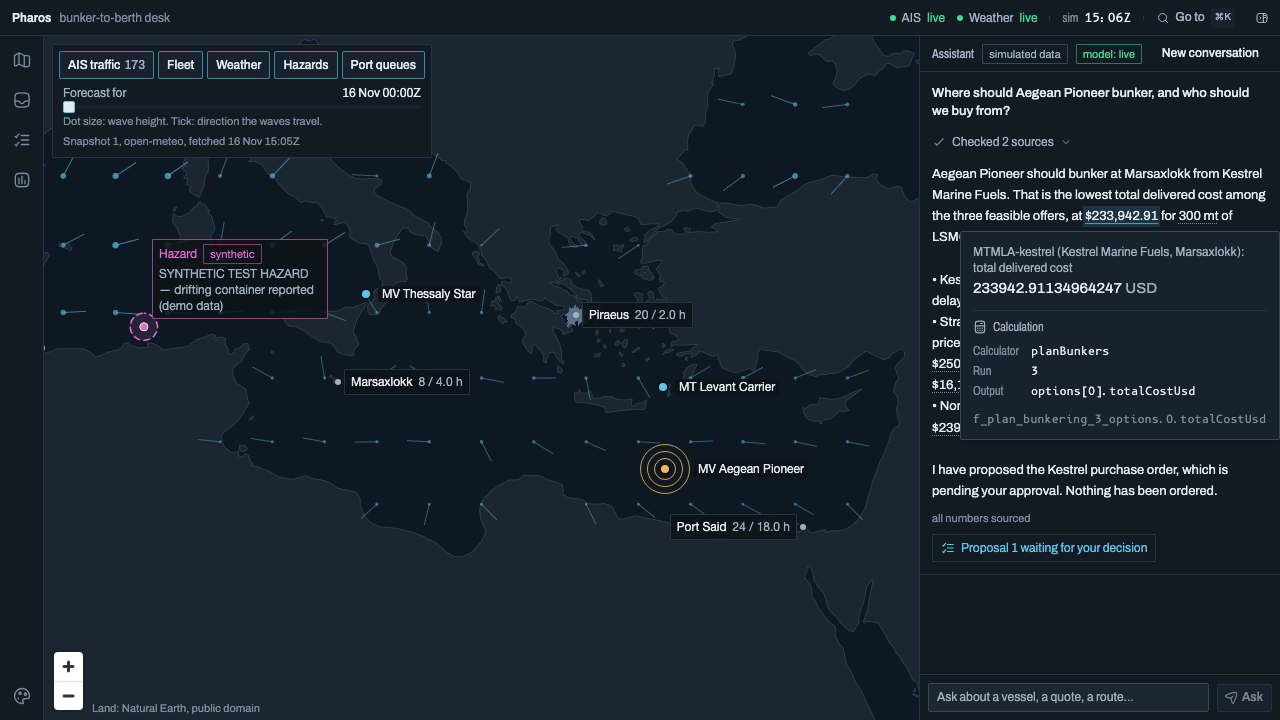 Pharos bunker-to-berth desk
AIS live Weather live sim 15:06Z Go to ⌘K
AIS traffic 173 Fleet Weather Hazards Port queues
Forecast for 16 Nov 00:00Z
Dot size: wave height. Tick: direction the waves travel.
Snapshot 1, open-meteo, fetched 16 Nov 15:05Z
Hazard synthetic
SYNTHETIC TEST HAZARD
— drifting container reported
(demo data)
MV Thessaly Star
Piraeus 20 / 2.0 h
Marsaxlokk 8 / 4.0 h
MT Levant Carrier
MV Aegean Pioneer
Port Said 24 / 18.0 h
+
−
Land: Natural Earth, public domain
Assistant simulated data model: live New conversation
Where should Aegean Pioneer bunker, and who should
we buy from?
Checked 2 sources
Aegean Pioneer should bunker at Marsaxlokk from Kestrel
Marine Fuels. That is the lowest total delivered cost among
the three feasible offers, at $233,942.91 for 300 mt of
LSM
• Kes
delay
• Stra
price
$250
$16,1
• Nor
$239
MTMLA-kestrel (Kestrel Marine Fuels, Marsaxlokk):
total delivered cost
233942.91134964247 USD
Calculation
Calculator planBunkers
Run 3
Output options[0].totalCostUsd
f_plan_bunkering_3_options.0.totalCostUsd
I have proposed the Kestrel purchase order, which is
pending your approval. Nothing has been ordered.
all numbers sourced
Proposal 1 waiting for your decision
Ask about a vessel, a quote, a route... Ask